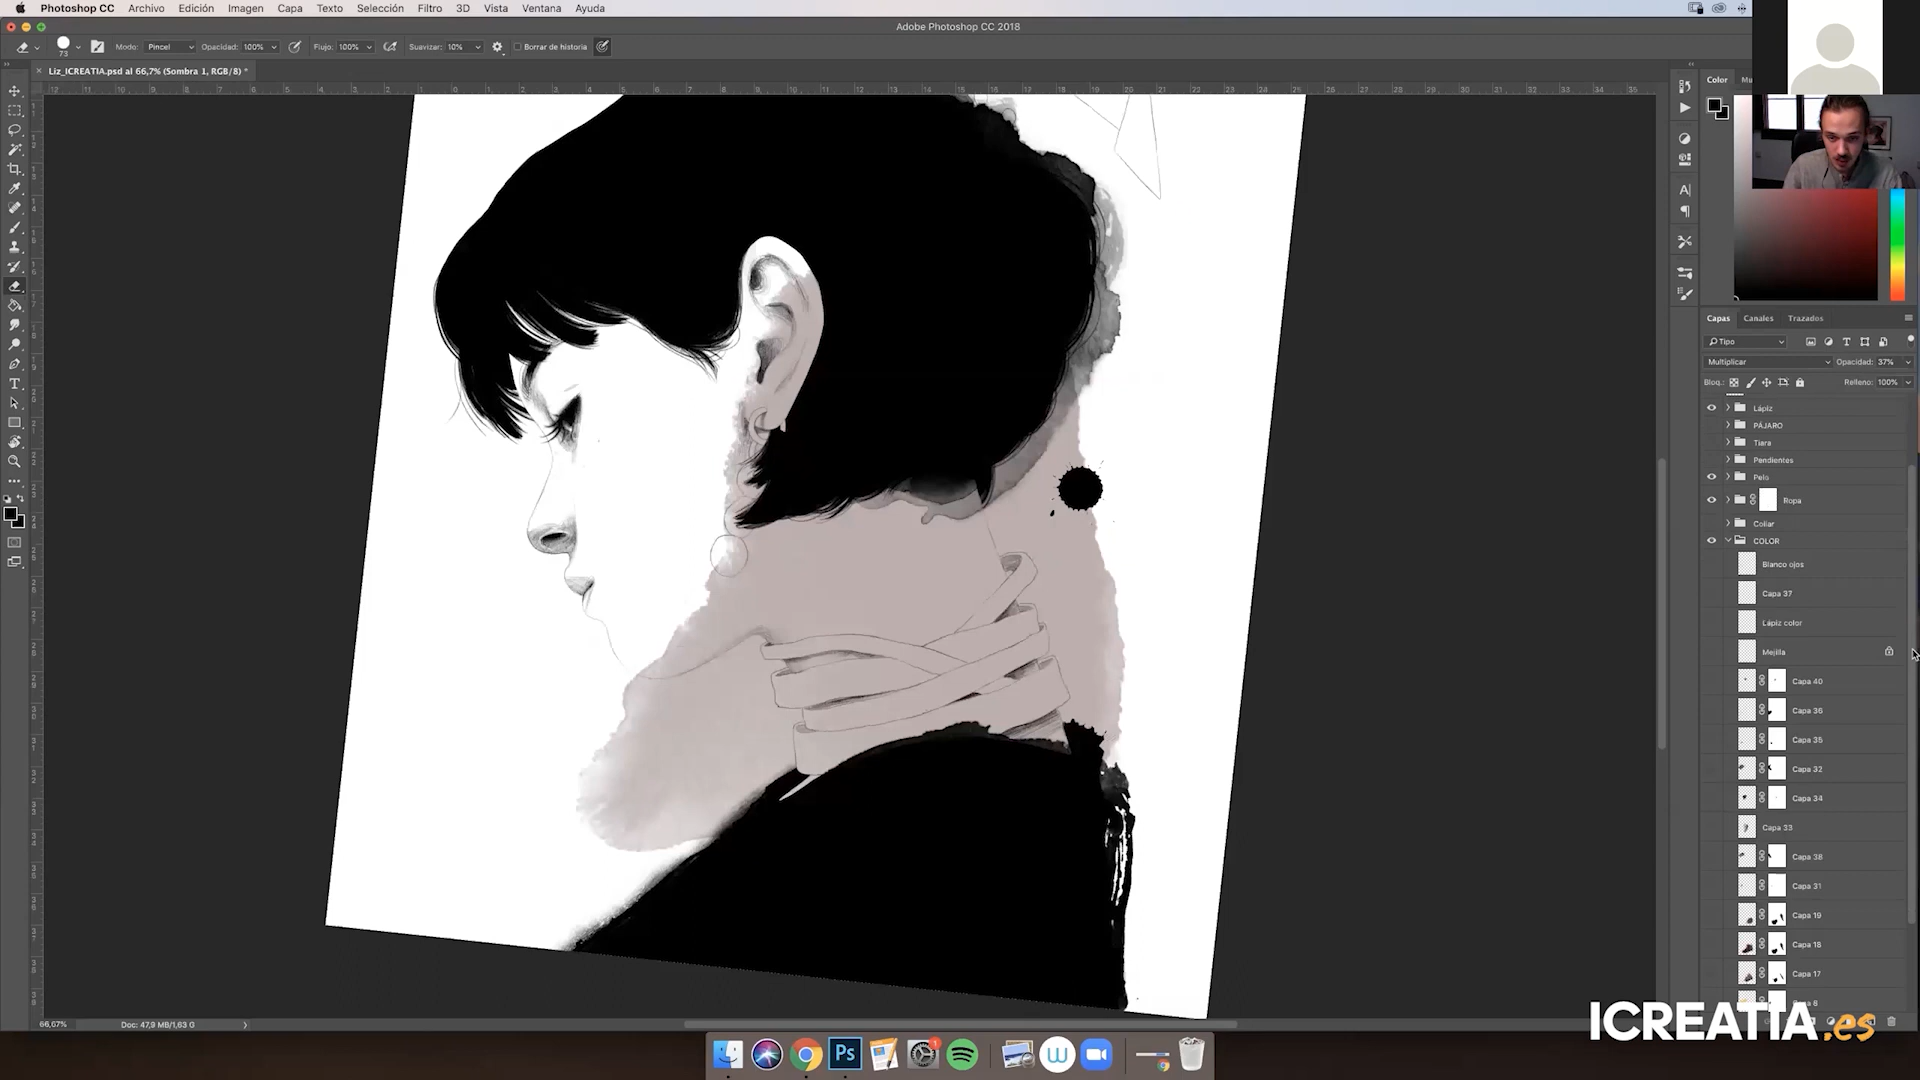 Photoshop CC Archivo Edición Imagen Capa Texto Selección Filtro 3D Vista Ventana Ayuda
Adobe Photoshop CC 2018
73 Modo: Pincel Opacidad: 100% Flujo: 100% Suavizar: 10% Borrar de historia
Liz_ICREATIA.psd al 66,7% (Sombra 1, RGB/8) *
Color
Capas Canales Trazados
Tipo
Multiplicar Opacidad: 37%
Bloq.: Relleno: 100%
Lápiz
PÁJARO
Tiara
Pendientes
Pelo
Ropa
Collar
COLOR
Blanco ojos
Capa 37
Lápiz color
Mejilla
Capa 40
Capa 36
Capa 35
Capa 32
Capa 34
Capa 33
Capa 38
Capa 31
Capa 19
Capa 18
Capa 17
Capa 8
ICREATIA.es
66,67% Doc: 47,9 MB/1,63 G